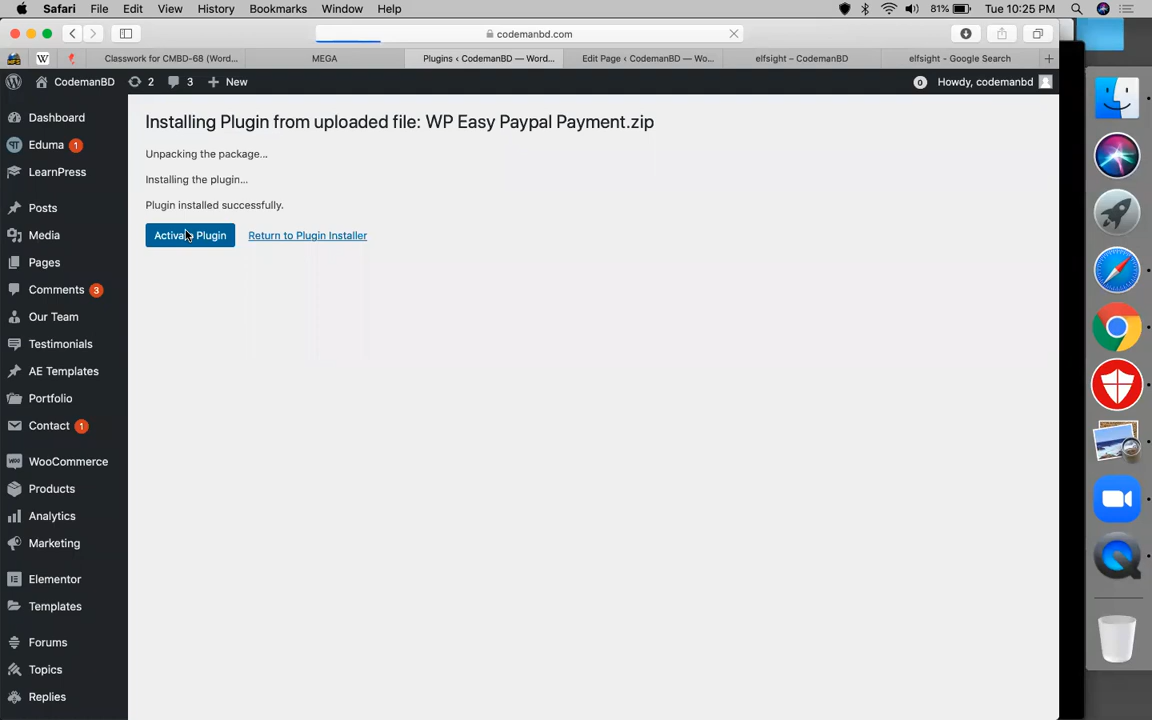 Safari File Edit View History Bookmarks Window Help 81% Tue 10:25 PM
codemanbd.com
W Classwork for CMBD-68 (Word... MEGA Plugins < CodemanBD — Word... Edit Page < CodemanBD — Wo... elfsight – CodemanBD elfsight - Google Search
CodemanBD 2 3 New 0 Howdy, codemanbd
Dashboard
Eduma 1
LearnPress
Posts
Media
Pages
Comments 3
Our Team
Testimonials
AE Templates
Portfolio
Contact 1
WooCommerce
Products
Analytics
Marketing
Elementor
Templates
Forums
Topics
Replies
Installing Plugin from uploaded file: WP Easy Paypal Payment.zip
Unpacking the package...
Installing the plugin...
Plugin installed successfully.
Activate Plugin Return to Plugin Installer